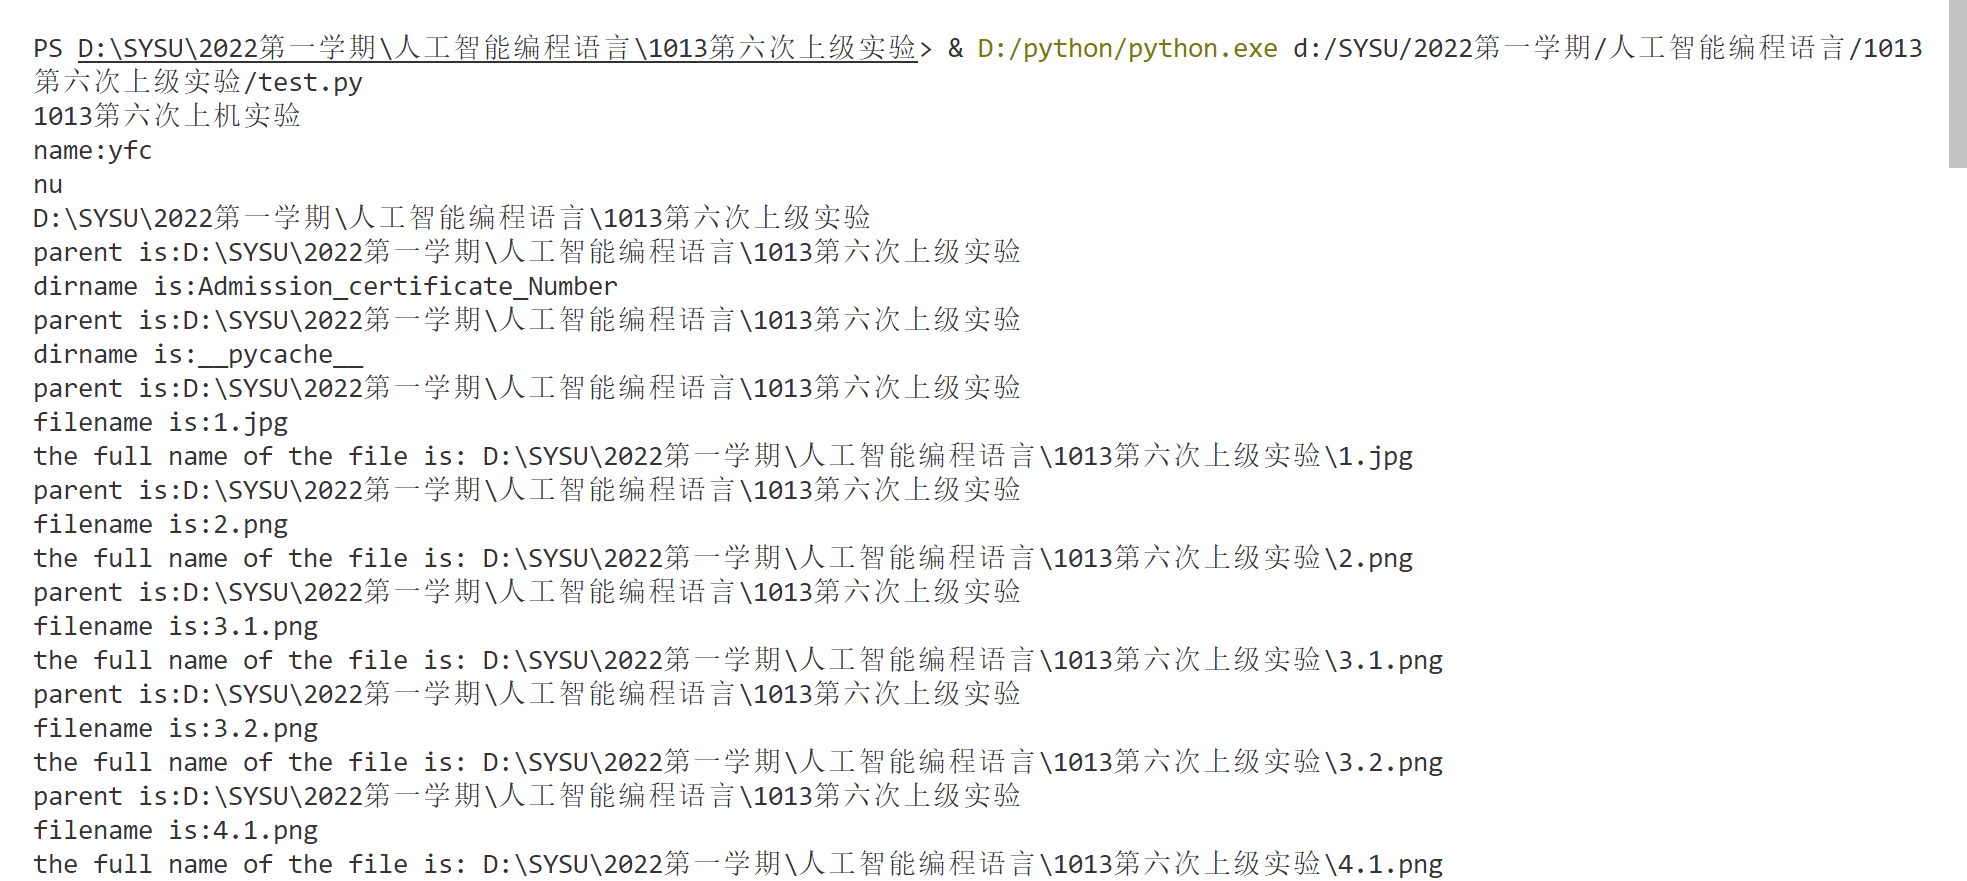 PS D:\SYSU\2022第一学期\人工智能编程语言\1013第六次上级实验> & D:/python/python.exe d:/SYSU/2022第一学期/人工智能编程语言/1013
第六次上级实验/test.py
1013第六次上机实验
name:yfc
nu
D:\SYSU\2022第一学期\人工智能编程语言\1013第六次上级实验
parent is:D:\SYSU\2022第一学期\人工智能编程语言\1013第六次上级实验
dirname is:Admission_certificate_Number
parent is:D:\SYSU\2022第一学期\人工智能编程语言\1013第六次上级实验
dirname is:__pycache__
parent is:D:\SYSU\2022第一学期\人工智能编程语言\1013第六次上级实验
filename is:1.jpg
the full name of the file is: D:\SYSU\2022第一学期\人工智能编程语言\1013第六次上级实验\1.jpg
parent is:D:\SYSU\2022第一学期\人工智能编程语言\1013第六次上级实验
filename is:2.png
the full name of the file is: D:\SYSU\2022第一学期\人工智能编程语言\1013第六次上级实验\2.png
parent is:D:\SYSU\2022第一学期\人工智能编程语言\1013第六次上级实验
filename is:3.1.png
the full name of the file is: D:\SYSU\2022第一学期\人工智能编程语言\1013第六次上级实验\3.1.png
parent is:D:\SYSU\2022第一学期\人工智能编程语言\1013第六次上级实验
filename is:3.2.png
the full name of the file is: D:\SYSU\2022第一学期\人工智能编程语言\1013第六次上级实验\3.2.png
parent is:D:\SYSU\2022第一学期\人工智能编程语言\1013第六次上级实验
filename is:4.1.png
the full name of the file is: D:\SYSU\2022第一学期\人工智能编程语言\1013第六次上级实验\4.1.png